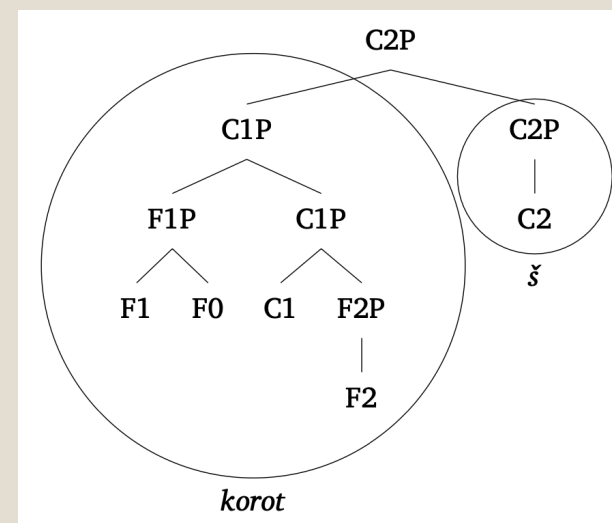 C2P
C1P C2P
F1P C1P C2
F1 F0 C1 F2P š
F2
korot